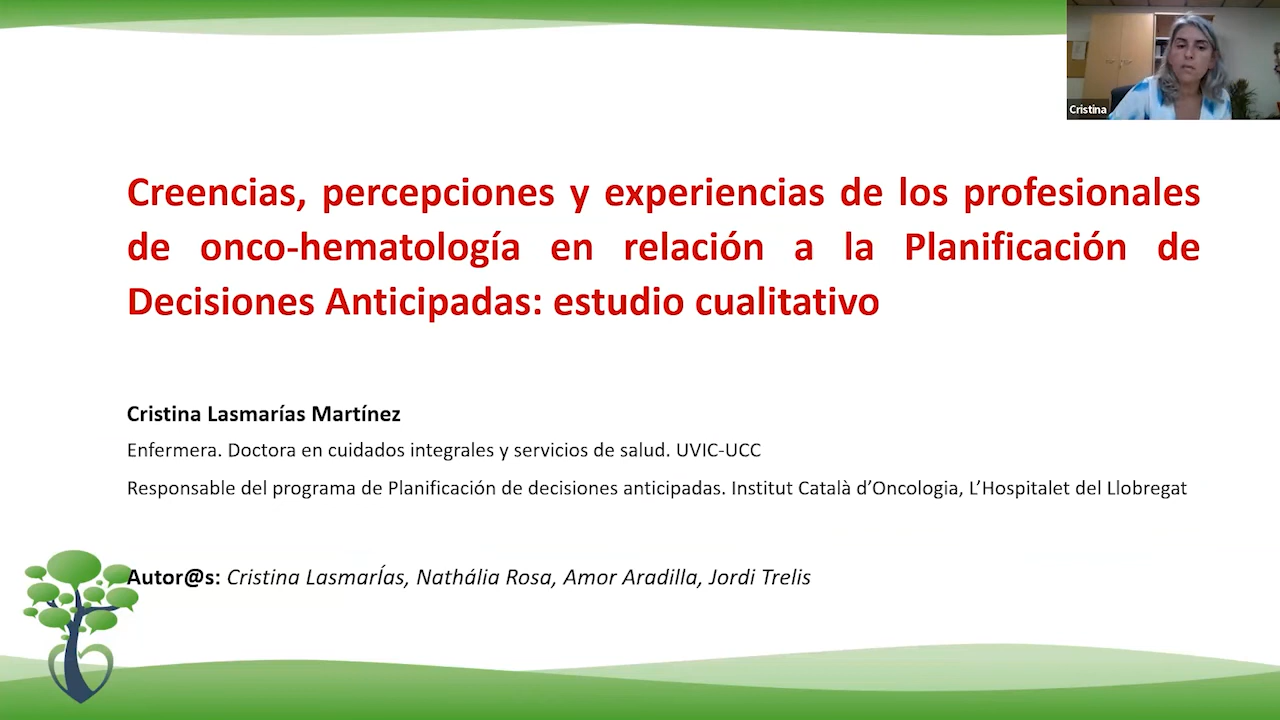 Cristina
Creencias, percepciones y experiencias de los profesionales
de onco-hematología en relación a la Planificación de
Decisiones Anticipadas: estudio cualitativo
Cristina Lasmarías Martínez
Enfermera. Doctora en cuidados integrales y servicios de salud. UVIC-UCC
Responsable del programa de Planificación de decisiones anticipadas. Institut Català d’Oncologia, L’Hospitalet del Llobregat
Autor@s: Cristina LasmarÍas, Nathália Rosa, Amor Aradilla, Jordi Trelis